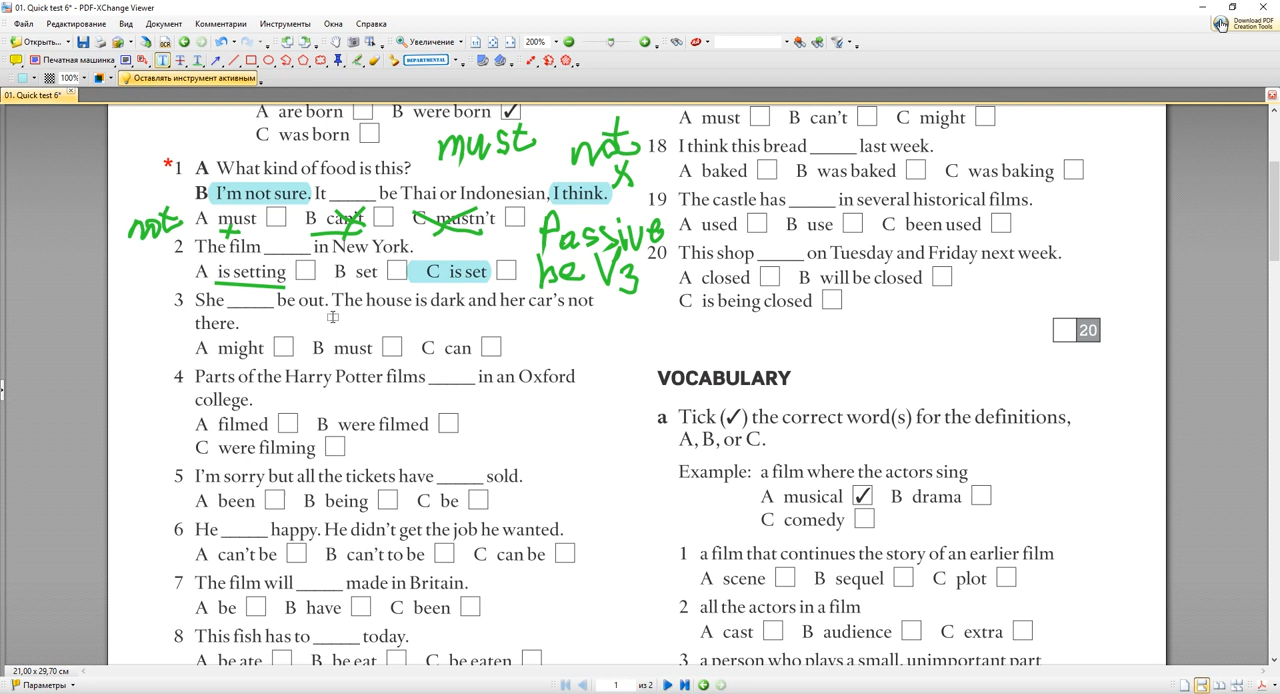 01. Quick test 6* - PDF-XChange Viewer
Файл Редактирование Вид Документ Комментарии Инструменты Окна Справка
Download PDF
Creation Tools
Открыть... OCR Увеличение 200%
Печатная машинка DEPARTMENTAL
100% Оставлять инструмент активным
01. Quick test 6*
A are born B were born ✓
C was born
must not x
*1 A What kind of food is this?
B I'm not sure. It _____ be Thai or Indonesian, I think.
not A must B can't C mustn't
Passive
be V3
2 The film _____ in New York.
A is setting B set C is set
3 She _____ be out. The house is dark and her car's not
there.
A might B must C can
4 Parts of the Harry Potter films _____ in an Oxford
college.
A filmed B were filmed
C were filming
5 I'm sorry but all the tickets have _____ sold.
A been B being C be
6 He _____ happy. He didn't get the job he wanted.
A can't be B can't to be C can be
7 The film will _____ made in Britain.
A be B have C been
8 This fish has to _____ today.
A be ate B be eat C be eaten
A must B can't C might
18 I think this bread _____ last week.
A baked B was baked C was baking
19 The castle has _____ in several historical films.
A used B use C been used
20 This shop _____ on Tuesday and Friday next week.
A closed B will be closed
C is being closed
20
VOCABULARY
a Tick (✓) the correct word(s) for the definitions,
A, B, or C.
Example: a film where the actors sing
A musical ✓ B drama
C comedy
1 a film that continues the story of an earlier film
A scene B sequel C plot
2 all the actors in a film
A cast B audience C extra
3 a person who plays a small, unimportant part
21,00 x 29,70 см
Параметры 1 из 2